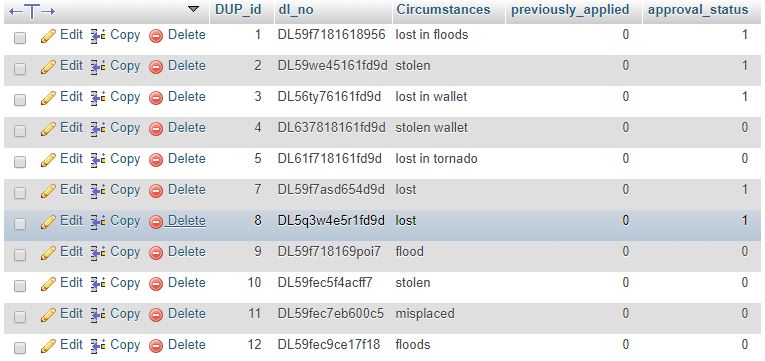 DUP_id dl_no Circumstances previously_applied approval_status
Edit Copy Delete 1 DL59f7181618956 lost in floods 0 1
Edit Copy Delete 2 DL59we45161fd9d stolen 0 1
Edit Copy Delete 3 DL56ty76161fd9d lost in wallet 0 1
Edit Copy Delete 4 DL637818161fd9d stolen wallet 0 0
Edit Copy Delete 5 DL61f718161fd9d lost in tornado 0 0
Edit Copy Delete 7 DL59f7asd654d9d lost 0 1
Edit Copy Delete 8 DL5q3w4e5r1fd9d lost 0 1
Edit Copy Delete 9 DL59f718169poi7 flood 0 0
Edit Copy Delete 10 DL59fec5f4acff7 stolen 0 0
Edit Copy Delete 11 DL59fec7eb600c5 misplaced 0 0
Edit Copy Delete 12 DL59fec9ce17f18 floods 0 0